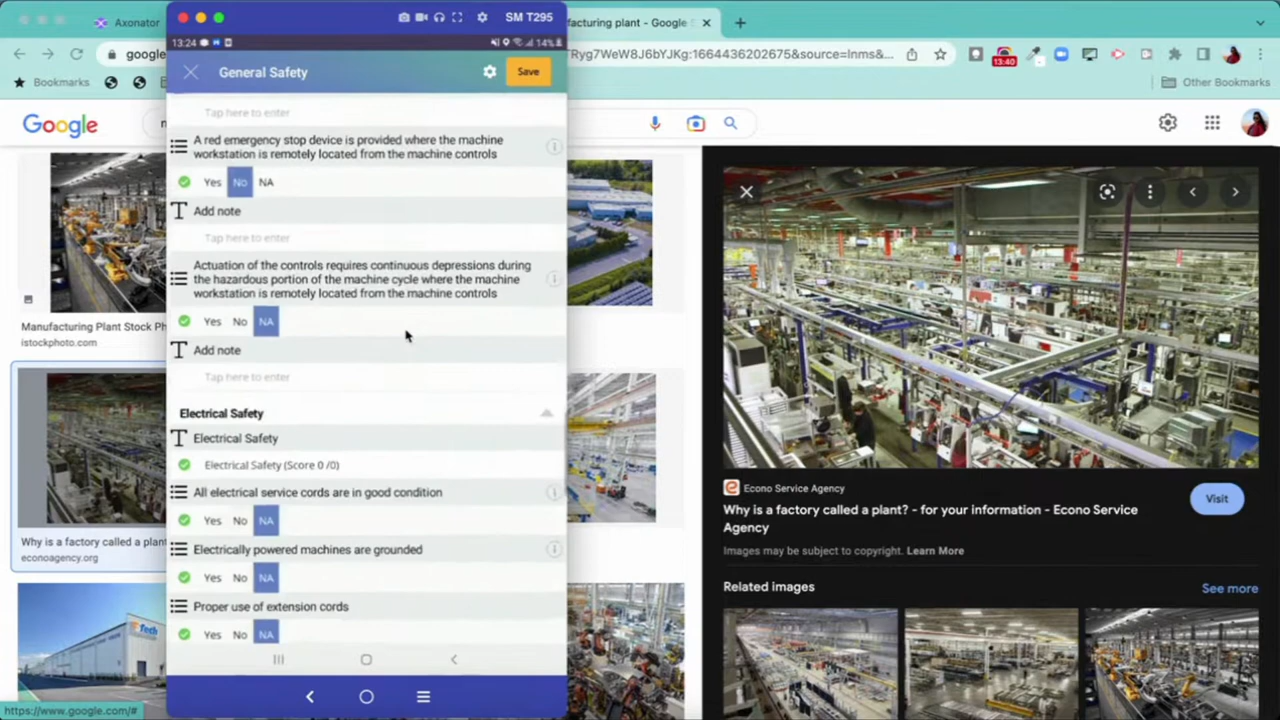 Axonator
facturing plant - Google
google
TRyg7WeW8J6bYJKg:1664436202675&source=lnms&...
13:40
Bookmarks
Other Bookmarks
Google
SM T295
13:24
14%
General Safety
Save
Tap here to enter
A red emergency stop device is provided where the machine
workstation is remotely located from the machine controls
Yes No NA
Add note
Tap here to enter
Actuation of the controls requires continuous depressions during
the hazardous portion of the machine cycle where the machine
workstation is remotely located from the machine controls
Yes No NA
Add note
Tap here to enter
Electrical Safety
Electrical Safety
Electrical Safety (Score 0 /0)
All electrical service cords are in good condition
Yes No NA
Electrically powered machines are grounded
Yes No NA
Proper use of extension cords
Yes No NA
Manufacturing Plant Stock Ph
istockphoto.com
Why is a factory called a plant
econoagency.org
Tech
https://www.google.com/#
Econo Service Agency
Why is a factory called a plant? - for your information - Econo Service
Agency
Visit
Images may be subject to copyright. Learn More
Related images
See more